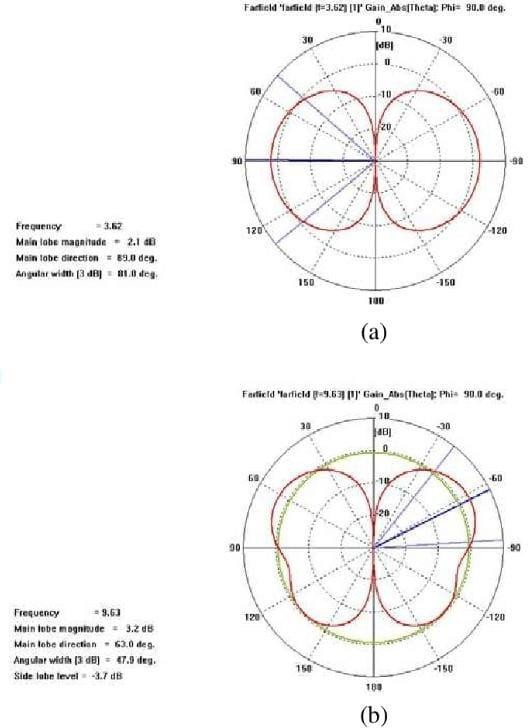 Farfield 'farfield (f=3.62) [1]' Gain_Abs(Theta); Phi= 90.0 deg.
0
10
30
-30
[dB]
0
60
-10
-60
-20
90
-90
Frequency = 3.62
120
-120
Main lobe magnitude = 2.1 dB
Main lobe direction = 89.0 deg.
Angular width (3 dB) = 81.0 deg.
150
-150
180
(a)
Farfield 'farfield (f=9.63) [1]' Gain_Abs(Theta); Phi= 90.0 deg.
0
10
30
-30
[dB]
0
60
-10
-60
-20
90
-90
Frequency = 9.63
120
-120
Main lobe magnitude = 3.2 dB
Main lobe direction = 63.0 deg.
Angular width (3 dB) = 47.9 deg.
150
-150
Side lobe level = -3.7 dB
180
(b)